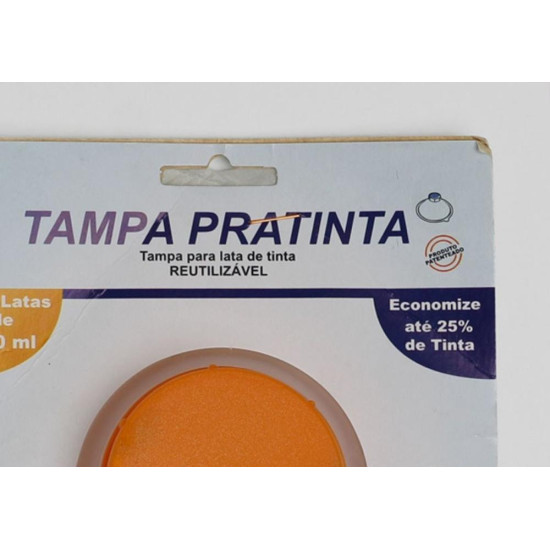 TAMPA PRATINTA
Tampa para lata de tinta
REUTILIZÁVEL
PRODUTO
PATENTEADO
Latas
ml
Economize
até 25%
de Tinta